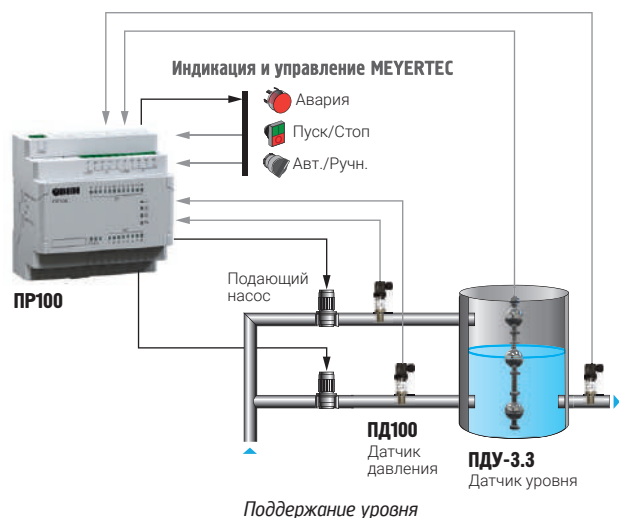 Индикация и управление MEYERTEC
Авария
Пуск/Стоп
Авт./Ручн.
ОВЕН
ПР100
Подающий
насос
ПД100
Датчик
давления
ПДУ-3.3
Датчик уровня
Поддержание уровня